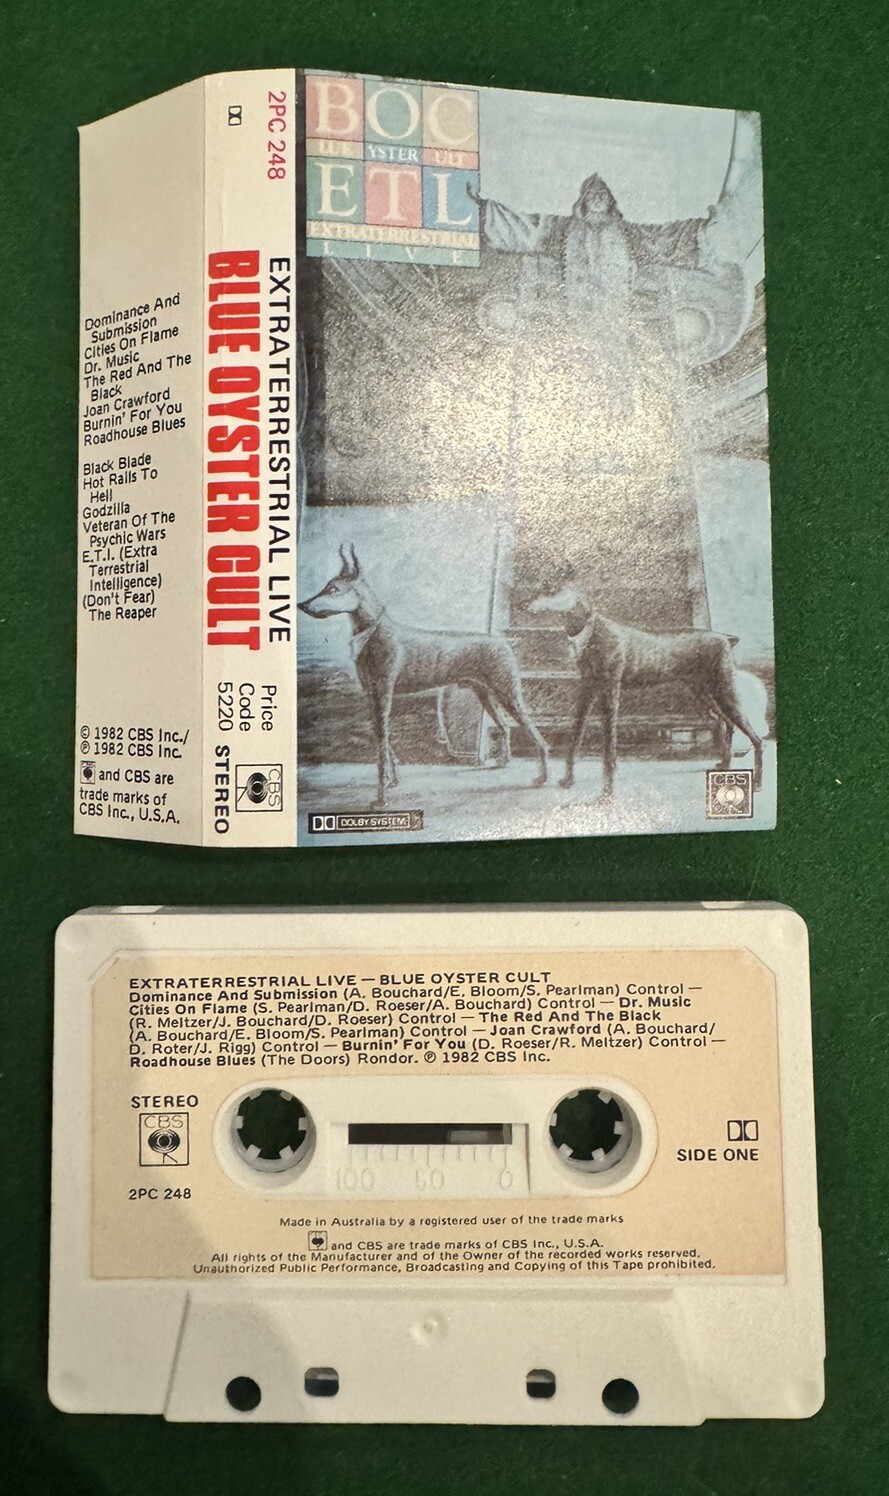 BOC
LUE YSTER ULT
ETL
EXTRATERRESTRIAL
LIVE
DOLBY SYSTEM
CBS
2PC 248
EXTRATERRESTRIAL LIVE
BLUE OYSTER CULT
Price
Code
5220
STEREO
CBS
Dominance And
Submission
Cities On Flame
Dr. Music
The Red And The
Black
Joan Crawford
Burnin' For You
Roadhouse Blues
Black Blade
Hot Rails To
Hell
Godzilla
Veteran Of The
Psychic Wars
E.T.I. (Extra
Terrestrial
Intelligence)
(Don't Fear)
The Reaper
© 1982 CBS Inc./
℗ 1982 CBS Inc.
and CBS are
trade marks of
CBS Inc., U.S.A.
EXTRATERRESTRIAL LIVE — BLUE OYSTER CULT
Dominance And Submission (A. Bouchard/E. Bloom/S. Pearlman) Control —
Cities On Flame (S. Pearlman/D. Roeser/A. Bouchard) Control — Dr. Music
(R. Meltzer/J. Bouchard/D. Roeser) Control — The Red And The Black
(A. Bouchard/E. Bloom/S. Pearlman) Control — Joan Crawford (A. Bouchard/
D. Roter/J. Rigg) Control — Burnin' For You (D. Roeser/R. Meltzer) Control —
Roadhouse Blues (The Doors) Rondor. ℗ 1982 CBS Inc.
STEREO
CBS
2PC 248
100 60 0
SIDE ONE
Made in Australia by a registered user of the trade marks
and CBS are trade marks of CBS Inc., U.S.A.
All rights of the Manufacturer and of the Owner of the recorded works reserved.
Unauthorized Public Performance, Broadcasting and Copying of this Tape prohibited.